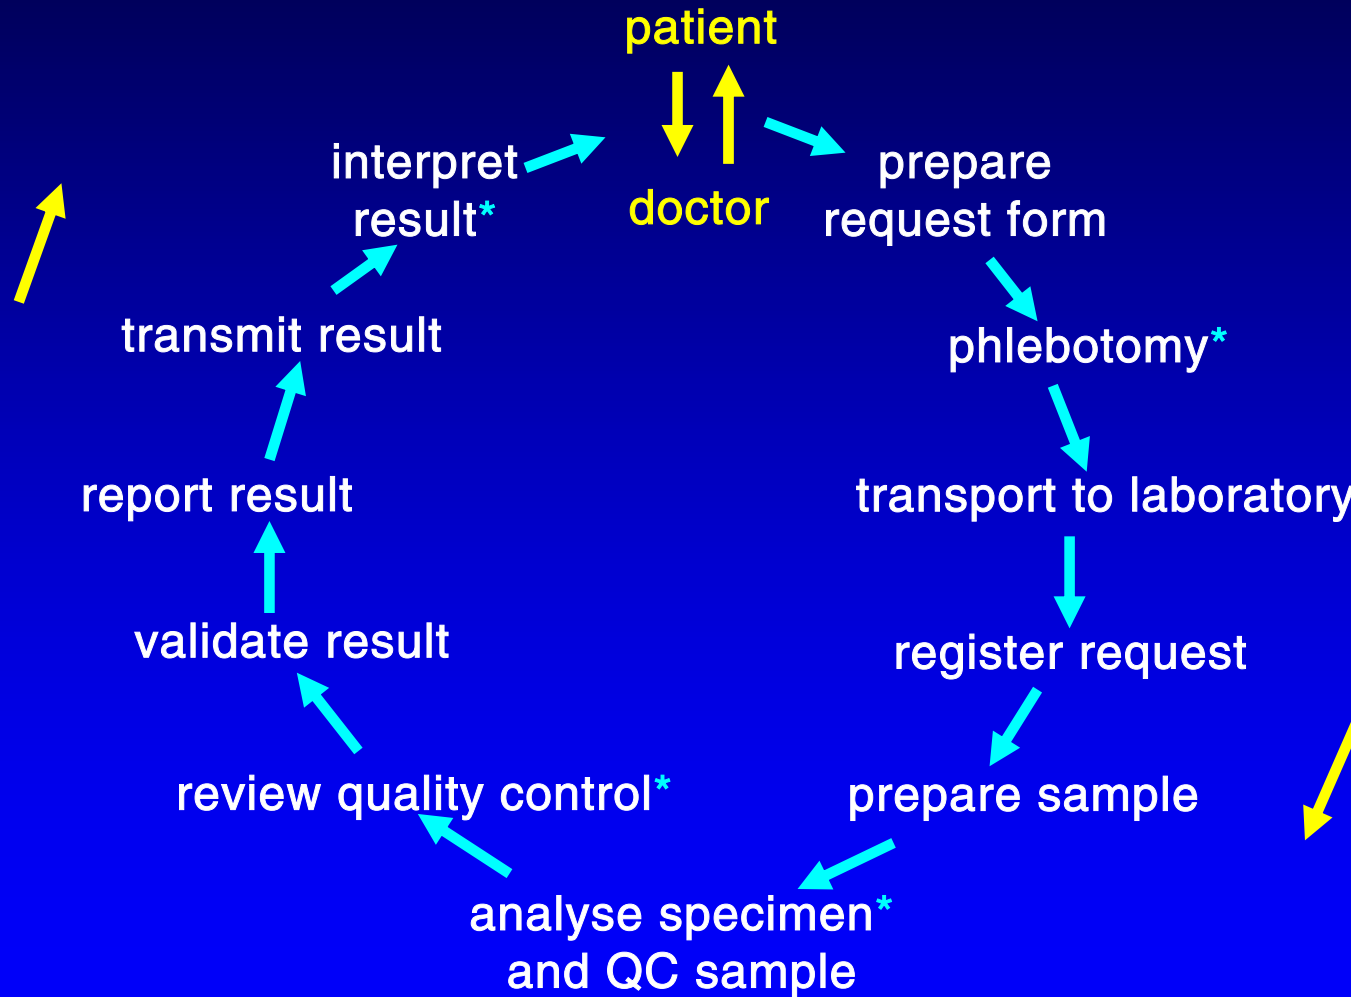 patient
doctor
prepare
request form
phlebotomy*
transport to laboratory
register request
prepare sample
analyse specimen*
and QC sample
review quality control*
validate result
report result
transmit result
interpret
result*